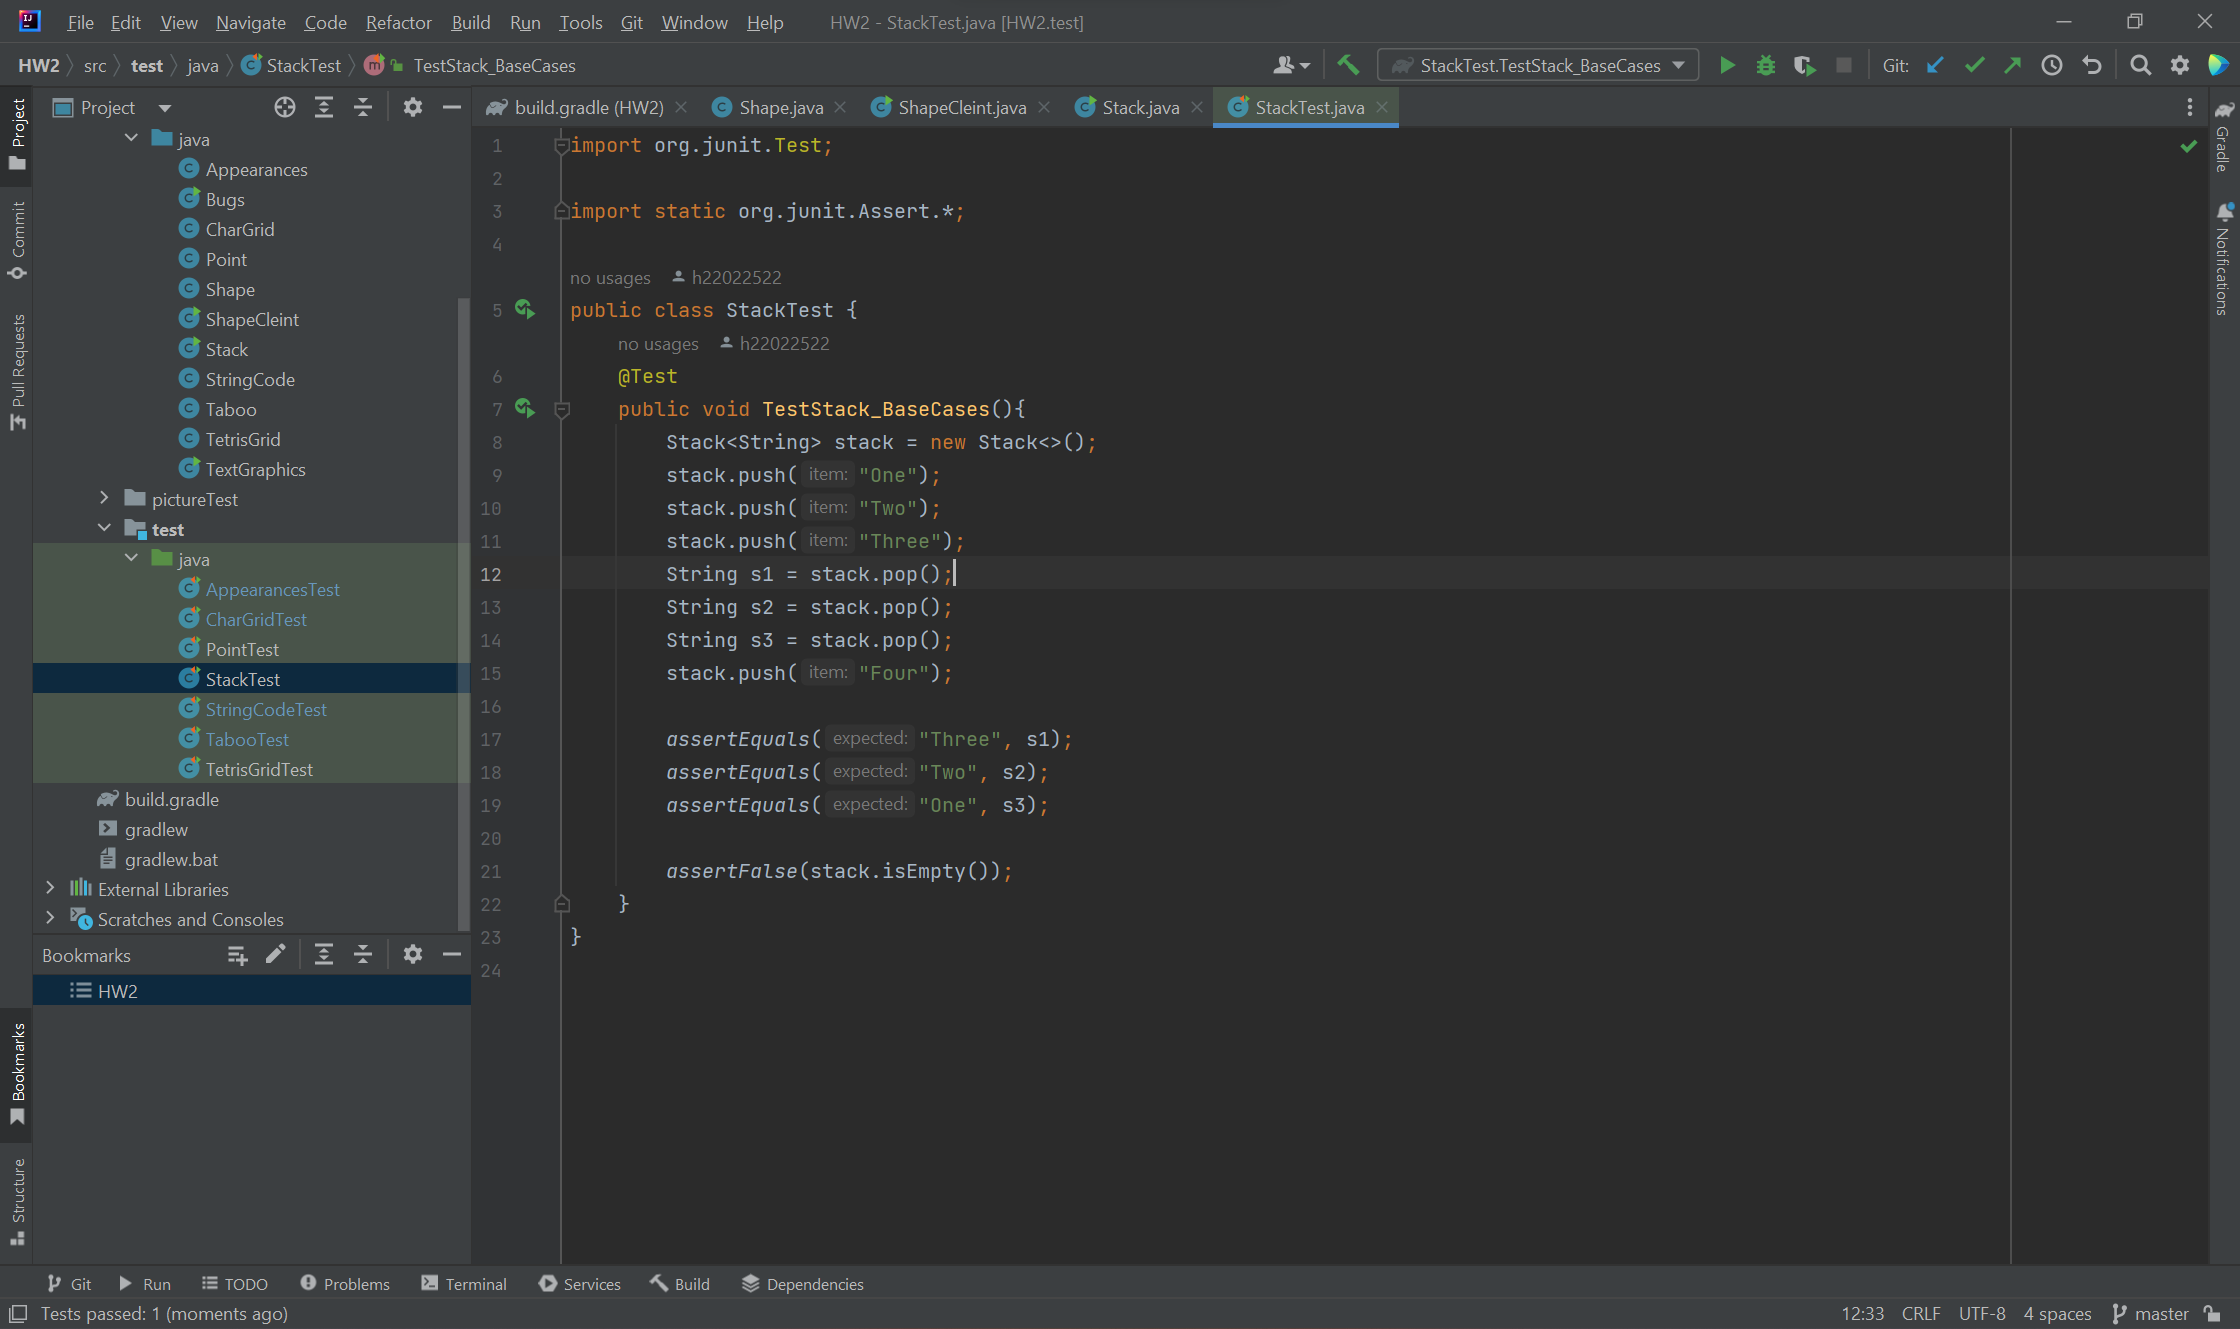 File Edit View Navigate Code Refactor Build Run Tools Git Window Help HW2 - StackTest.java [HW2.test]
HW2 src test java StackTest m TestStack_BaseCases StackTest.TestStack_BaseCases Git:
Project
build.gradle (HW2) Shape.java ShapeCleint.java Stack.java StackTest.java
Project
Commit
Pull Requests
Bookmarks
Structure
java
Appearances
Bugs
CharGrid
Point
Shape
ShapeCleint
Stack
StringCode
Taboo
TetrisGrid
TextGraphics
pictureTest
test
java
AppearancesTest
CharGridTest
PointTest
StackTest
StringCodeTest
TabooTest
TetrisGridTest
build.gradle
gradlew
gradlew.bat
External Libraries
Scratches and Consoles
Bookmarks
HW2
1 import org.junit.Test;
2
3 import static org.junit.Assert.*;
4
no usages h22022522
5 public class StackTest {
no usages h22022522
6 @Test
7 public void TestStack_BaseCases(){
8 Stack<String> stack = new Stack<>();
9 stack.push( item: "One");
10 stack.push( item: "Two");
11 stack.push( item: "Three");
12 String s1 = stack.pop();
13 String s2 = stack.pop();
14 String s3 = stack.pop();
15 stack.push( item: "Four");
16
17 assertEquals( expected: "Three", s1);
18 assertEquals( expected: "Two", s2);
19 assertEquals( expected: "One", s3);
20
21 assertFalse(stack.isEmpty());
22 }
23 }
24
Gradle
Notifications
Git Run TODO Problems Terminal Services Build Dependencies
Tests passed: 1 (moments ago) 12:33 CRLF UTF-8 4 spaces master